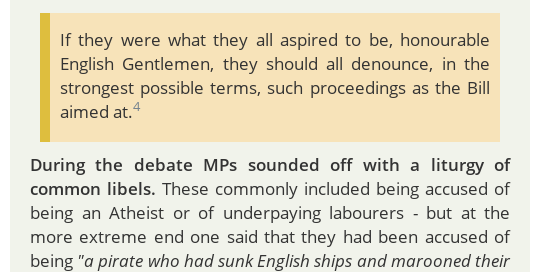 If they were what they all aspired to be, honourable
English Gentlemen, they should all denounce, in the
strongest possible terms, such proceedings as the Bill
aimed at.4
During the debate MPs sounded off with a liturgy of
common libels. These commonly included being accused of
being an Atheist or of underpaying labourers - but at the
more extreme end one said that they had been accused of
being "a pirate who had sunk English ships and marooned their